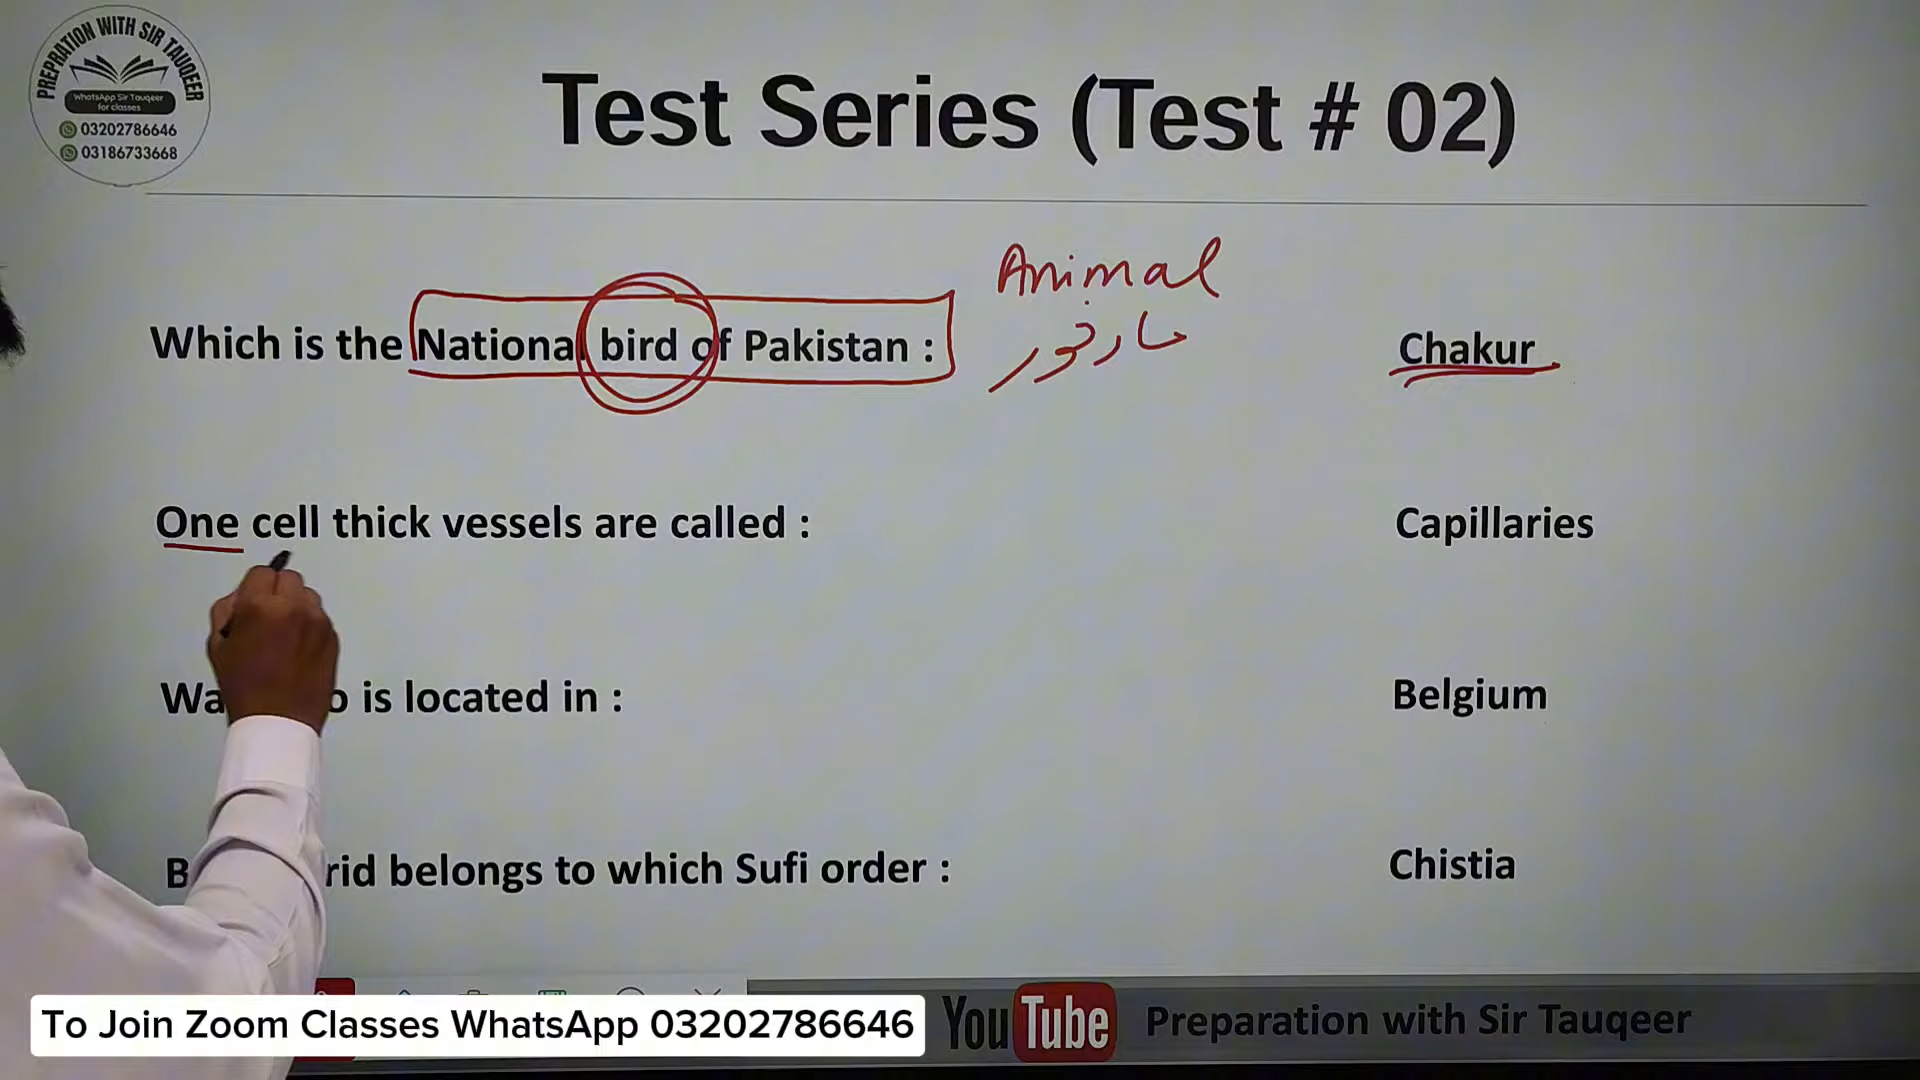 PREPRATION WITH SIR TAUQEER
WhatsApp Sir Tauqeer
for classes
03202786646
03186733668
Test Series (Test # 02)
Animal
Which is the National bird of Pakistan :
مارخور
Chakur
One cell thick vessels are called :
Capillaries
is located in :
Belgium
belongs to which Sufi order :
Chistia
To Join Zoom Classes WhatsApp 03202786646
YouTube
Preparation with Sir Tauqeer